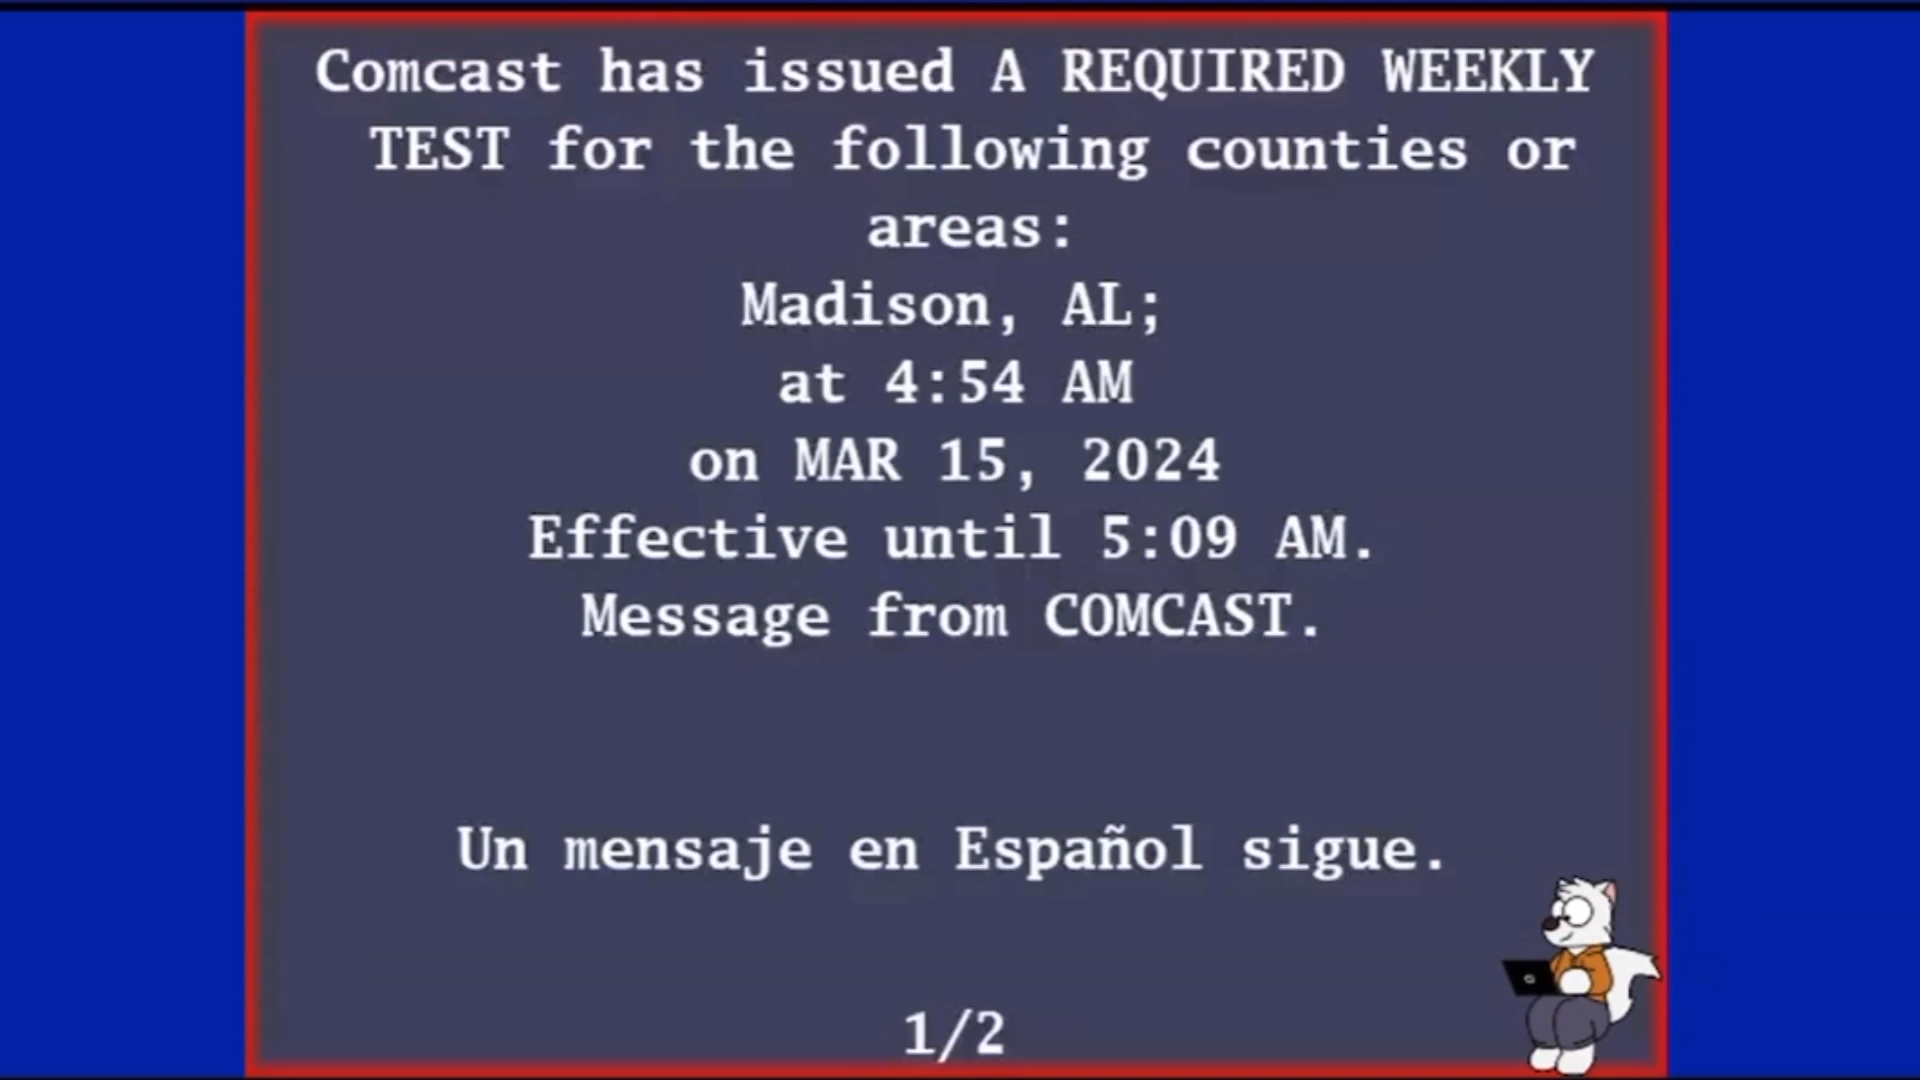 Comcast has issued A REQUIRED WEEKLY
TEST for the following counties or
areas:
Madison, AL;
at 4:54 AM
on MAR 15, 2024
Effective until 5:09 AM.
Message from COMCAST.
Un mensaje en Español sigue.
1/2